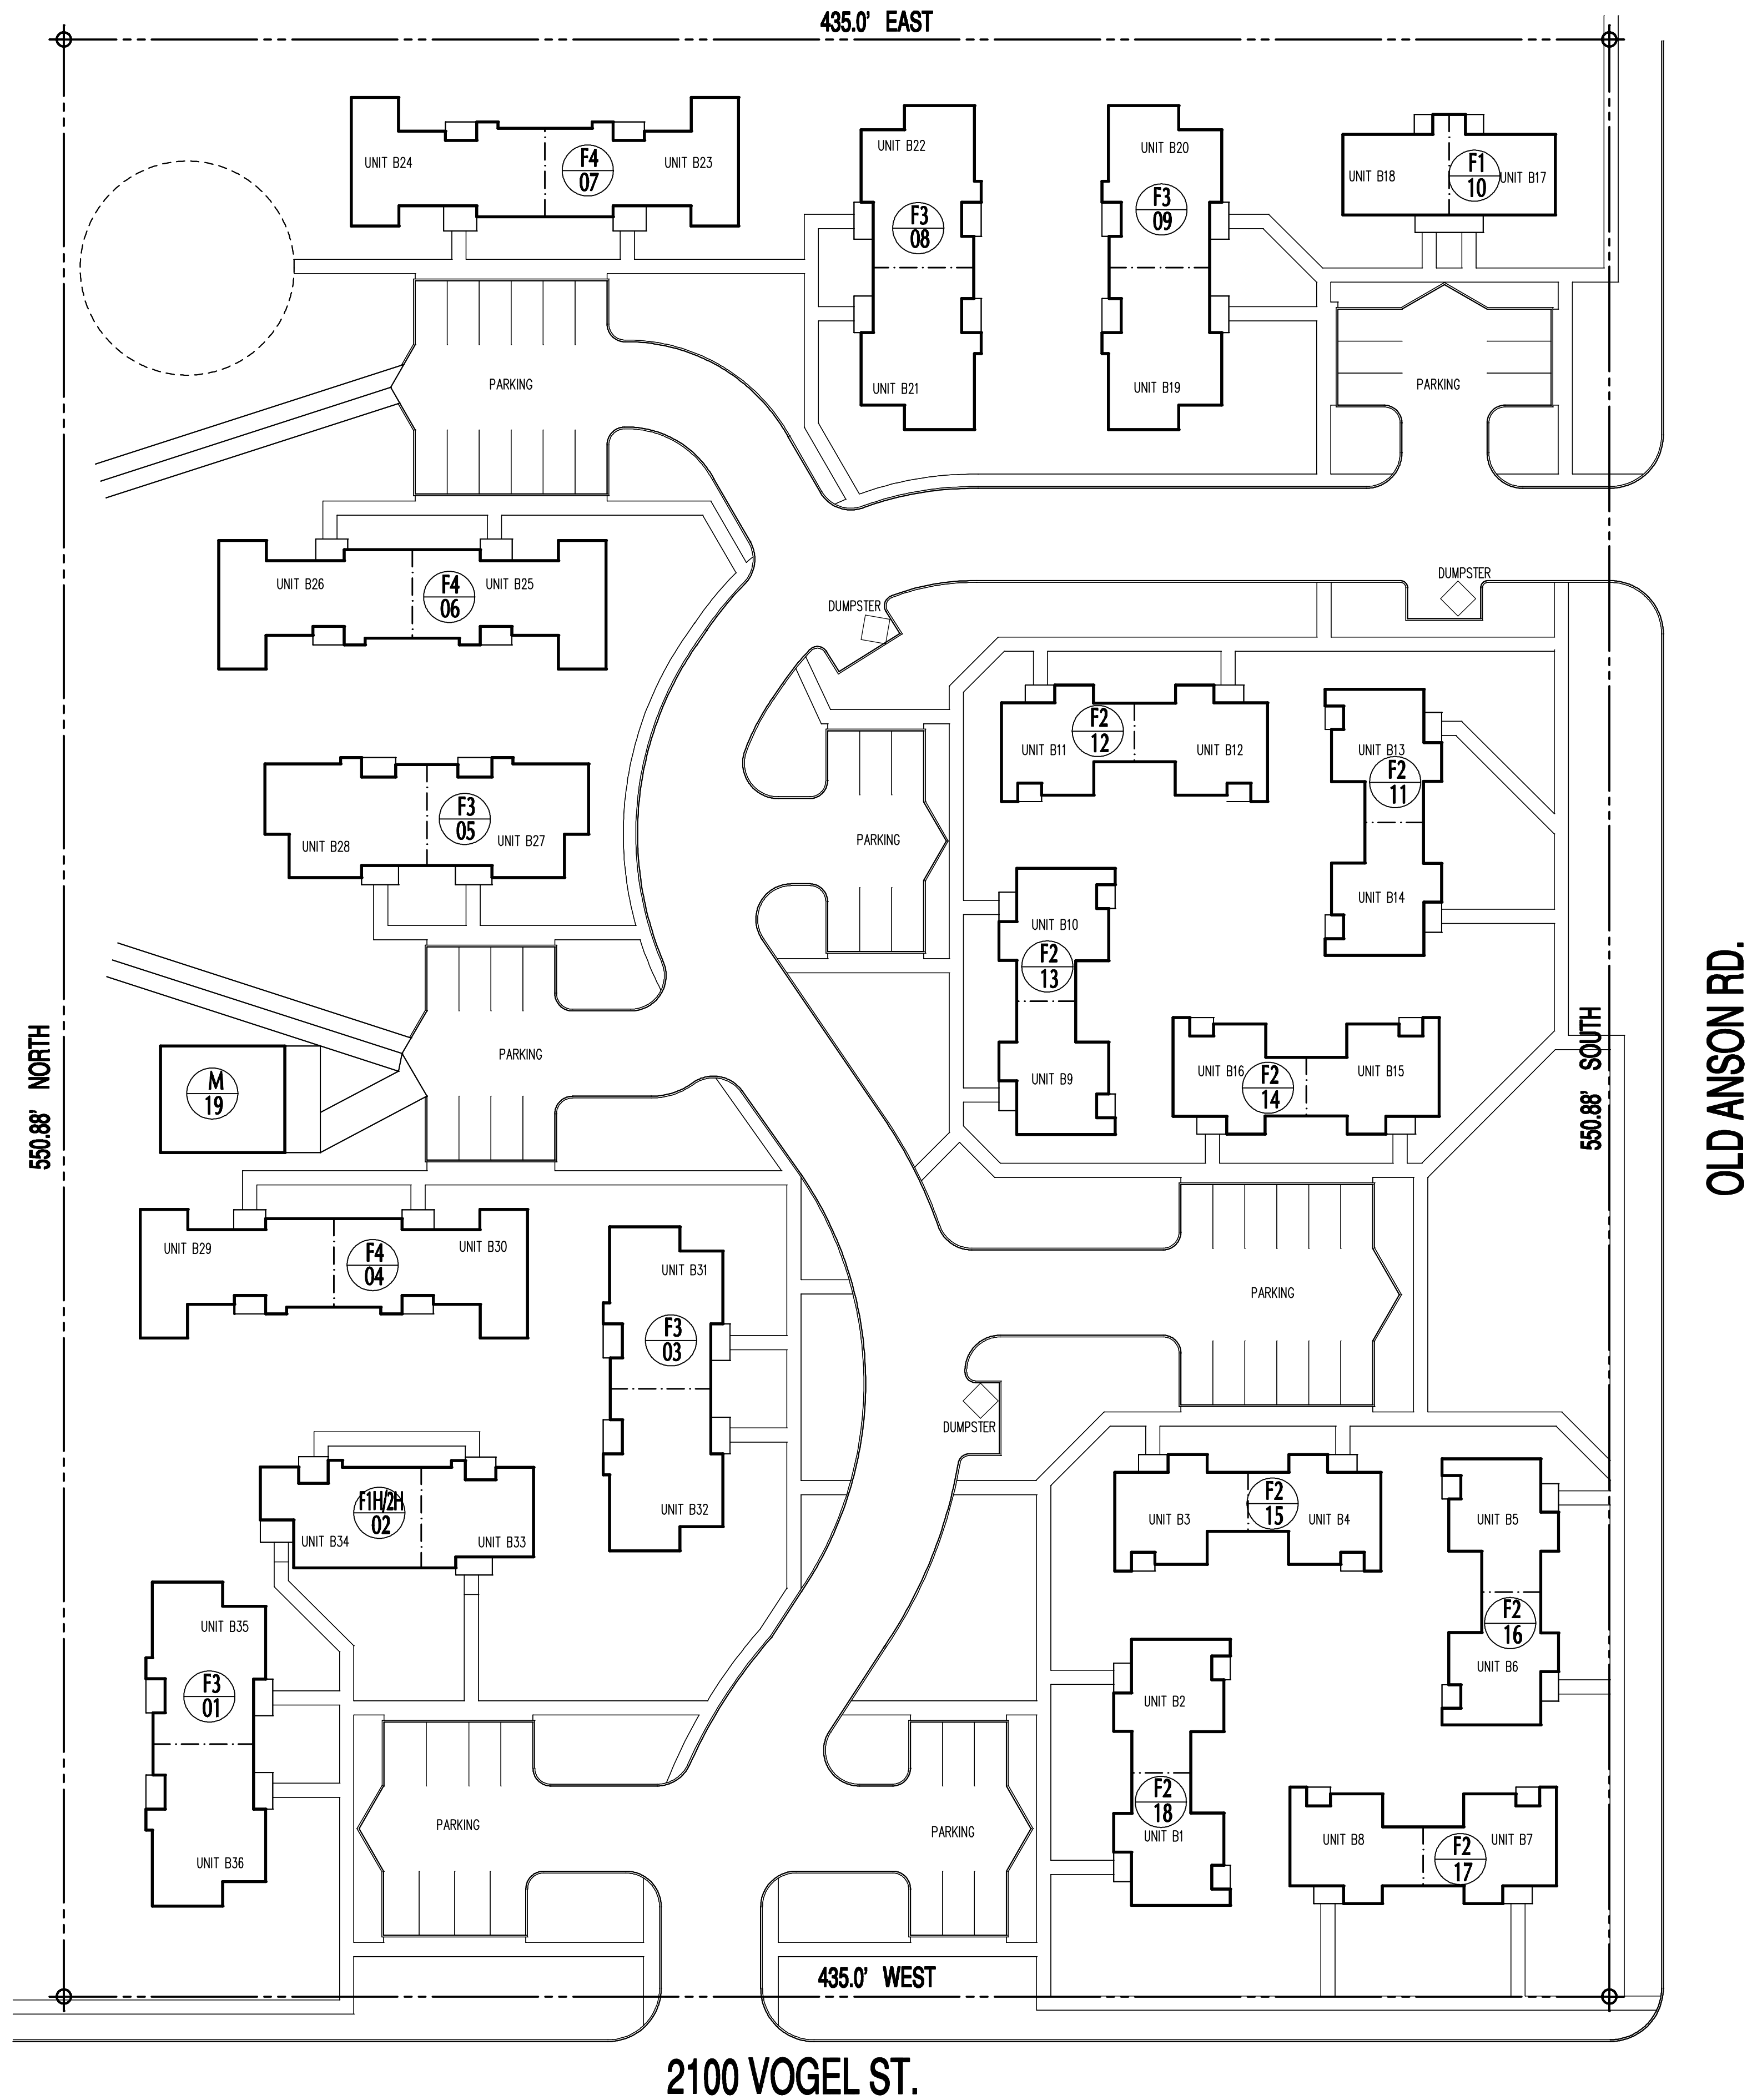 435.0' EAST
UNIT B24
F4
07
UNIT B23
UNIT B22
F3
08
UNIT B21
UNIT B20
F3
09
UNIT B19
UNIT B18
F1
10
UNIT B17
PARKING
PARKING
UNIT B26
F4
06
UNIT B25
DUMPSTER
DUMPSTER
UNIT B28
F3
05
UNIT B27
PARKING
UNIT B11
F2
12
UNIT B12
UNIT B13
F2
11
UNIT B14
UNIT B10
F2
13
UNIT B9
UNIT B16
F2
14
UNIT B15
550.88' NORTH
M
19
PARKING
550.88' SOUTH
OLD ANSON RD.
UNIT B29
F4
04
UNIT B30
UNIT B31
F3
03
UNIT B32
PARKING
DUMPSTER
F1H/2H
02
UNIT B34
UNIT B33
UNIT B3
F2
15
UNIT B4
UNIT B5
F2
16
UNIT B6
UNIT B35
F3
01
UNIT B36
PARKING
PARKING
UNIT B2
F2
18
UNIT B1
UNIT B8
F2
17
UNIT B7
435.0' WEST
2100 VOGEL ST.